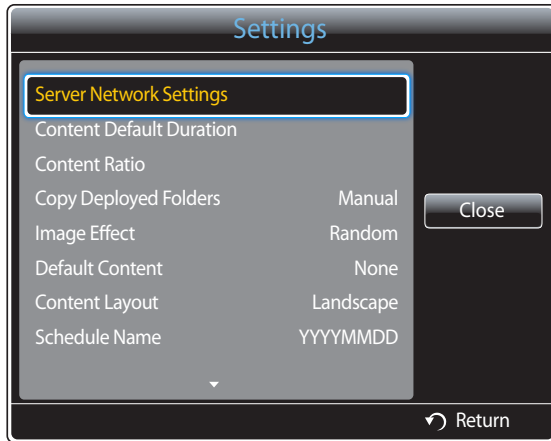 Settings
Server Network Settings
Content Default Duration
Content Ratio
Copy Deployed Folders Manual
Image Effect Random
Default Content None
Content Layout Landscape
Schedule Name YYYYMMDD
Close
Return